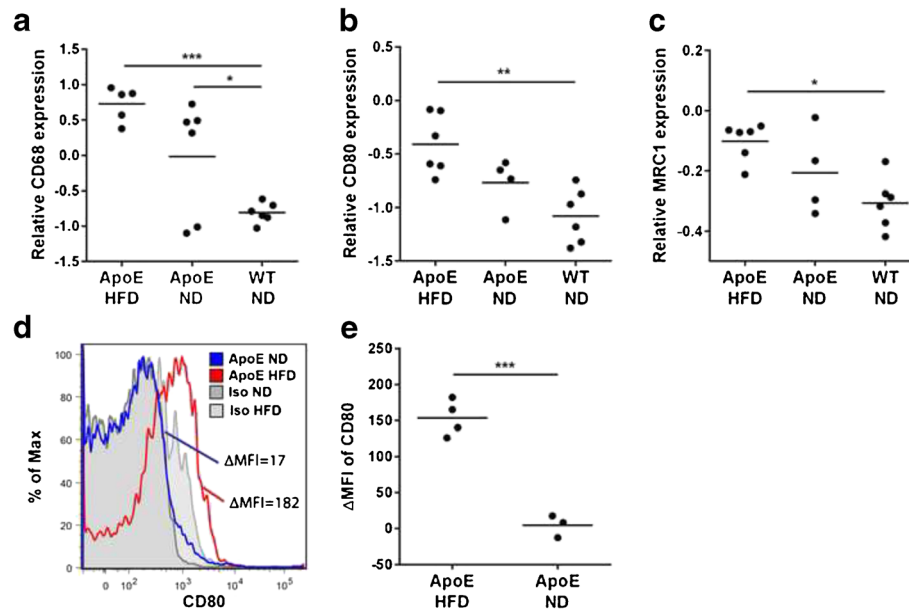 a
Relative CD68 expression
1.5
1.0
0.5
0.0
-0.5
-1.0
-1.5
***
*
ApoE
HFD
ApoE
ND
WT
ND
b
Relative CD80 expression
0.5
0.0
-0.5
-1.0
-1.5
**
ApoE
HFD
ApoE
ND
WT
ND
c
Relative MRC1 expression
0.2
0.0
-0.2
-0.4
*
ApoE
HFD
ApoE
ND
WT
ND
d
% of Max
100
80
60
40
20
0
ApoE ND
ApoE HFD
Iso ND
Iso HFD
ΔMFI=17
ΔMFI=182
0 10² 10³ 10⁴ 10⁵
CD80
e
ΔMFI of CD80
250
200
150
100
50
0
-50
***
ApoE
HFD
ApoE
ND